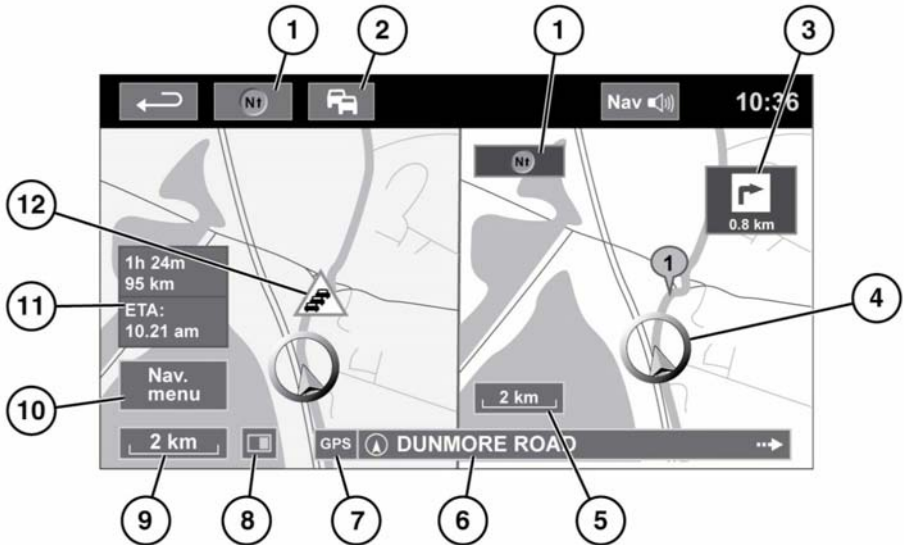 1
2
1
3
N
Nav
10:36
N
0.8 km
12
1h 24m
95 km
1
11
ETA:
10.21 am
4
Nav.
menu
10
2 km
2 km
GPS
DUNMORE ROAD
9
8
7
6
5